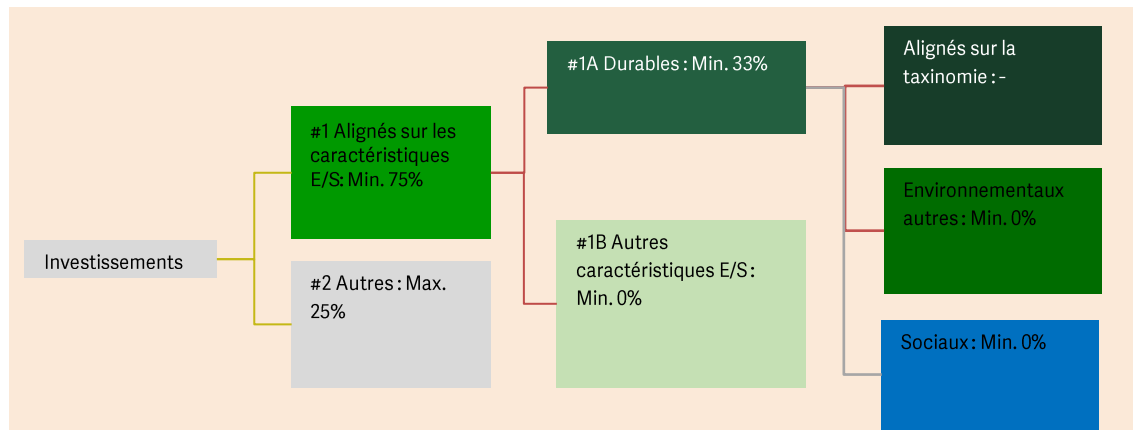 Investissements
#1 Alignés sur les
caractéristiques
E/S: Min. 75%
#2 Autres : Max.
25%
#1A Durables : Min. 33%
#1B Autres
caractéristiques E/S :
Min. 0%
Alignés sur la
taxinomie : -
Environnementaux
autres : Min. 0%
Sociaux : Min. 0%